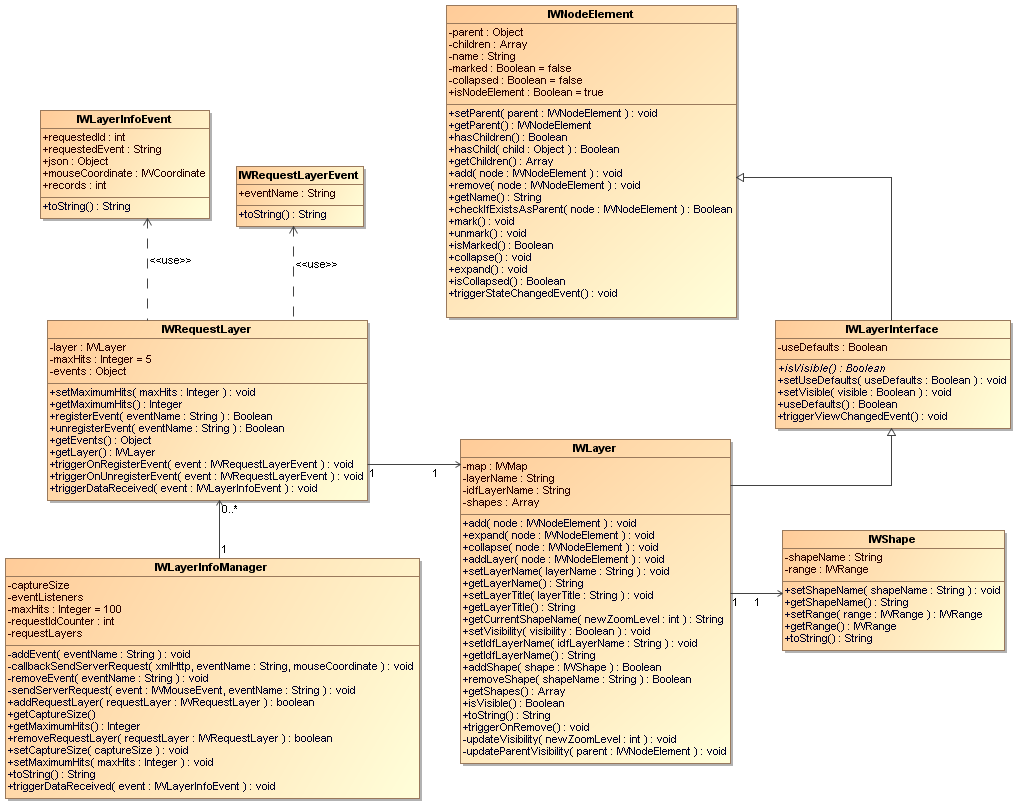 IWNodeElement
-parent : Object
-children : Array
-name : String
-marked : Boolean = false
-collapsed : Boolean = false
+isNodeElement : Boolean = true
+setParent( parent : IWNodeElement ) : void
+getParent() : IWNodeElement
+hasChildren() : Boolean
+hasChild( child : Object ) : Boolean
+getChildren() : Array
+add( node : IWNodeElement ) : void
+remove( node : IWNodeElement ) : void
+getName() : String
+checkIfExistsAsParent( node : IWNodeElement ) : Boolean
+mark() : void
+unmark() : void
+isMarked() : Boolean
+collapse() : void
+expand() : void
+isCollapsed() : Boolean
+triggerStateChangedEvent() : void
IWLayerInfoEvent
+requestedId : int
+requestedEvent : String
+json : Object
+mouseCoordinate : IWCoordinate
+records : int
+toString() : String
IWRequestLayerEvent
+eventName : String
+toString() : String
<<use>>
<<use>>
IWRequestLayer
-layer : IWLayer
-maxHits : Integer = 5
-events : Object
+setMaximumHits( maxHits : Integer ) : void
+getMaximumHits() : Integer
+registerEvent( eventName : String ) : Boolean
+unregisterEvent( eventName : String ) : Boolean
+getEvents() : Object
+getLayer() : IWLayer
+triggerOnRegisterEvent( event : IWRequestLayerEvent ) : void
+triggerOnUnregisterEvent( event : IWRequestLayerEvent ) : void
+triggerDataReceived( event : IWLayerInfoEvent ) : void
IWLayerInterface
-useDefaults : Boolean
+isVisible() : Boolean
+setUseDefaults( useDefaults : Boolean ) : void
+setVisible( visible : Boolean ) : void
+useDefaults() : Boolean
+triggerViewChangedEvent() : void
1
1
0..*
1
IWLayer
-map : IWMap
-layerName : String
-idfLayerName : String
-shapes : Array
+add( node : IWNodeElement ) : void
+expand( node : IWNodeElement ) : void
+collapse( node : IWNodeElement ) : void
+addLayer( node : IWNodeElement ) : void
+setLayerName( layerName : String ) : void
+getLayerName() : String
+setLayerTitle( layerTitle : String ) : void
+getLayerTitle() : String
+getCurrentShapeName( newZoomLevel : int ) : String
+setVisibility( visibility : Boolean ) : void
+setIdfLayerName( idfLayerName : String ) : void
+getIdfLayerName() : String
+addShape( shape : IWShape ) : Boolean
+removeShape( shapeName : String ) : Boolean
+getShapes() : Array
+isVisible() : Boolean
+toString() : String
+triggerOnRemove() : void
-updateVisibility( newZoomLevel : int ) : void
-updateParentVisibility( parent : IWNodeElement ) : void
1
1
IWShape
-shapeName : String
-range : IWRange
+setShapeName( shapeName : String ) : void
+getShapeName() : String
+setRange( range : IWRange ) : IWRange
+getRange() : IWRange
+toString() : String
IWLayerInfoManager
-captureSize
-eventListeners
-maxHits : Integer = 100
-requestIdCounter : int
-requestLayers
-addEvent( eventName : String ) : void
-callbackSendServerRequest( xmlHttp, eventName : String, mouseCoordinate ) : void
-removeEvent( eventName : String ) : void
-sendServerRequest( event : IWMouseEvent, eventName : String ) : void
+addRequestLayer( requestLayer : IWRequestLayer ) : boolean
+getCaptureSize()
+getMaximumHits() : Integer
+removeRequestLayer( requestLayer : IWRequestLayer ) : boolean
+setCaptureSize( captureSize ) : void
+setMaximumHits( maxHits : Integer ) : void
+toString() : String
+triggerDataReceived( event : IWLayerInfoEvent ) : void